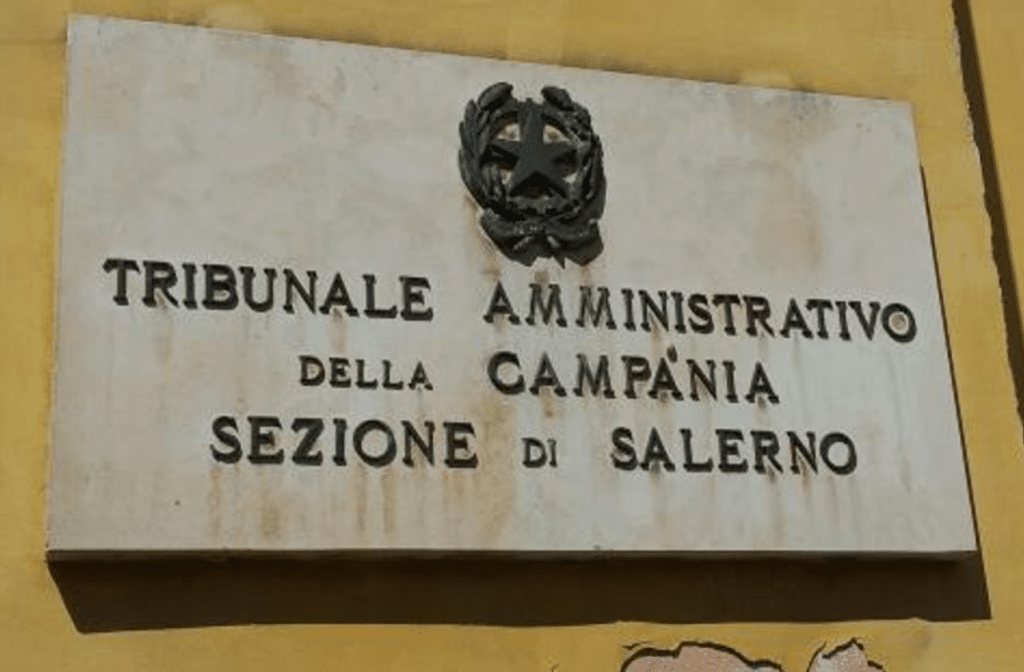 TRIBUNALE AMMINISTRATIVO
DELLA CAMPANIA
SEZIONE DI SALERNO